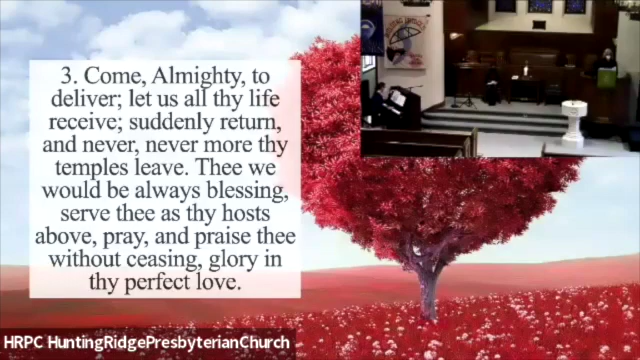 3. Come, Almighty, to
deliver; let us all thy life
receive; suddenly return,
and never, never more thy
temples leave. Thee we
would be always blessing,
serve thee as thy hosts
above, pray, and praise thee
without ceasing, glory in
thy perfect love.
HRPC HuntingRidgePresbyterianChurch